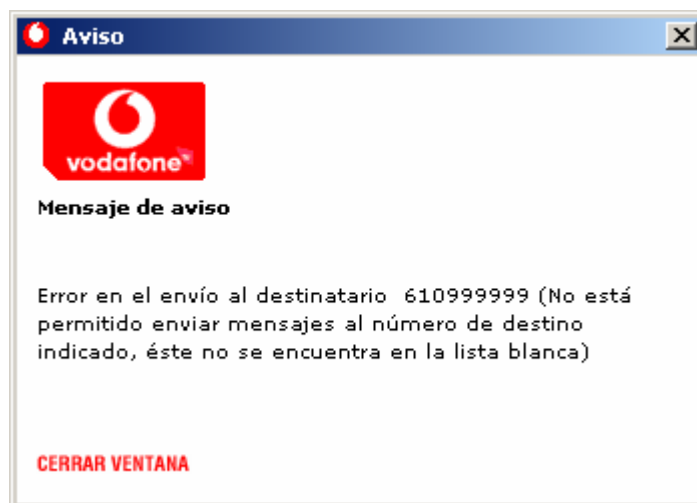 Aviso
vodafone
Mensaje de aviso
Error en el envío al destinatario 610999999 (No está
permitido enviar mensajes al número de destino
indicado, éste no se encuentra en la lista blanca)
CERRAR VENTANA